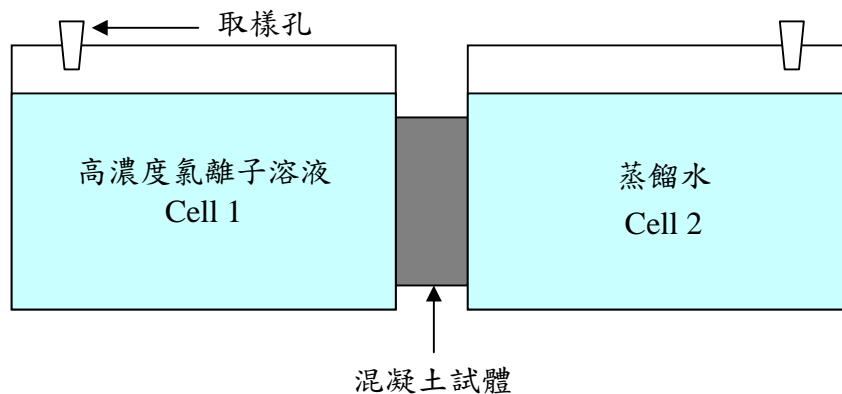 取樣孔
高濃度氯離子溶液
Cell 1
蒸餾水
Cell 2
混凝土試體